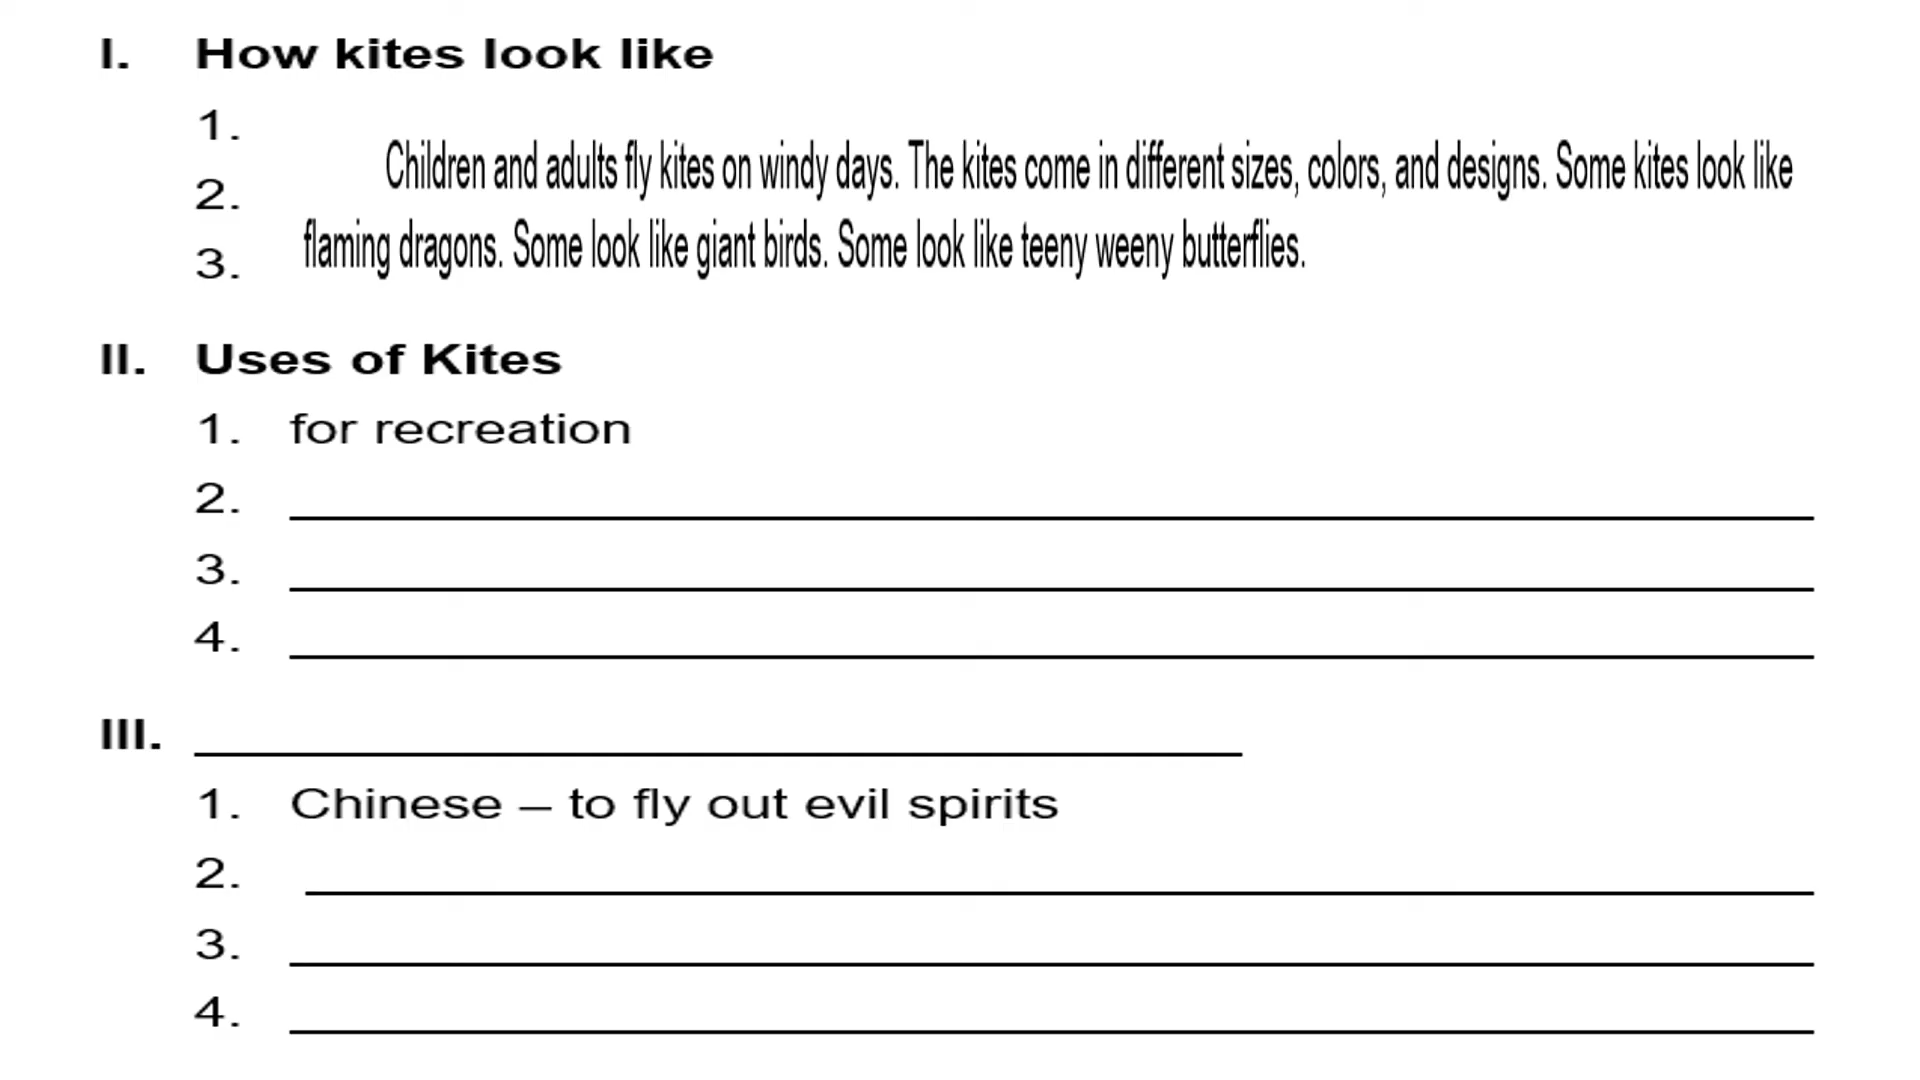 I. How kites look like
1.
Children and adults fly kites on windy days. The kites come in different sizes, colors, and designs. Some kites look like
2.
flaming dragons. Some look like giant birds. Some look like teeny weeny butterflies.
3.
II. Uses of Kites
1. for recreation
2.
3.
4.
III.
1. Chinese – to fly out evil spirits
2.
3.
4.